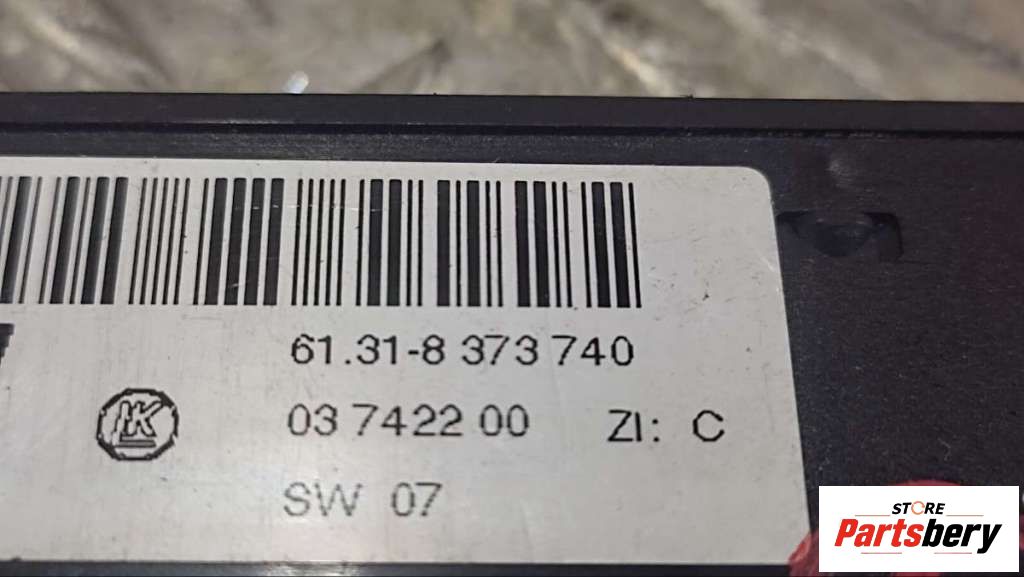 61.31-8 373 740
03 7422 00 ZI: C
SW 07
STORE
Partsbery